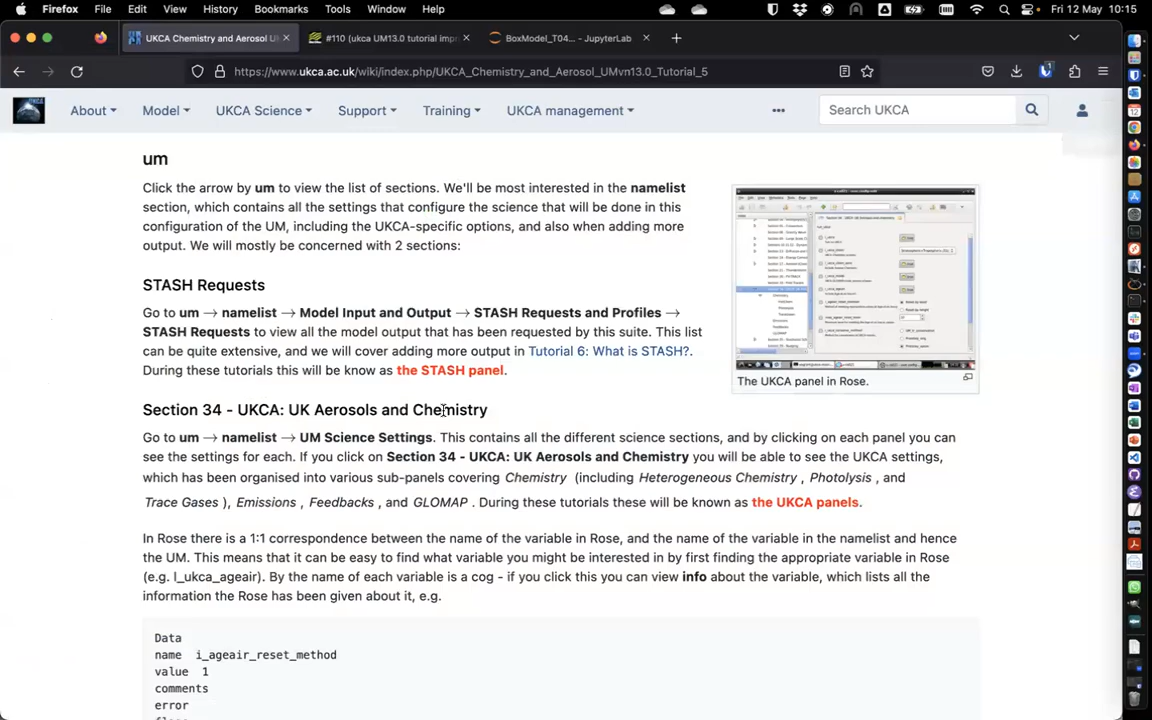 Firefox File Edit View History Bookmarks Tools Window Help Fri 12 May 10:15
UKCA Chemistry and Aerosol U #110 (ukca UM13.0 tutorial impr BoxModel_T04... - JupyterLab
https://www.ukca.ac.uk/wiki/index.php/UKCA_Chemistry_and_Aerosol_UMvn13.0_Tutorial_5
About Model UKCA Science Support Training UKCA management Search UKCA
um
Click the arrow by um to view the list of sections. We'll be most interested in the namelist
section, which contains all the settings that configure the science that will be done in this
configuration of the UM, including the UKCA-specific options, and also when adding more
output. We will mostly be concerned with 2 sections:
STASH Requests
Go to um → namelist → Model Input and Output → STASH Requests and Profiles →
STASH Requests to view all the model output that has been requested by this suite. This list
can be quite extensive, and we will cover adding more output in Tutorial 6: What is STASH?.
During these tutorials this will be know as the STASH panel.
The UKCA panel in Rose.
Section 34 - UKCA: UK Aerosols and Chemistry
Go to um → namelist → UM Science Settings. This contains all the different science sections, and by clicking on each panel you can
see the settings for each. If you click on Section 34 - UKCA: UK Aerosols and Chemistry you will be able to see the UKCA settings,
which has been organised into various sub-panels covering Chemistry (including Heterogeneous Chemistry , Photolysis , and
Trace Gases ), Emissions , Feedbacks , and GLOMAP . During these tutorials these will be known as the UKCA panels.
In Rose there is a 1:1 correspondence between the name of the variable in Rose, and the name of the variable in the namelist and hence
the UM. This means that it can be easy to find what variable you might be interested in by first finding the appropriate variable in Rose
(e.g. l_ukca_ageair). By the name of each variable is a cog - if you click this you can view info about the variable, which lists all the
information the Rose has been given about it, e.g.
Data
name i_ageair_reset_method
value 1
comments
error